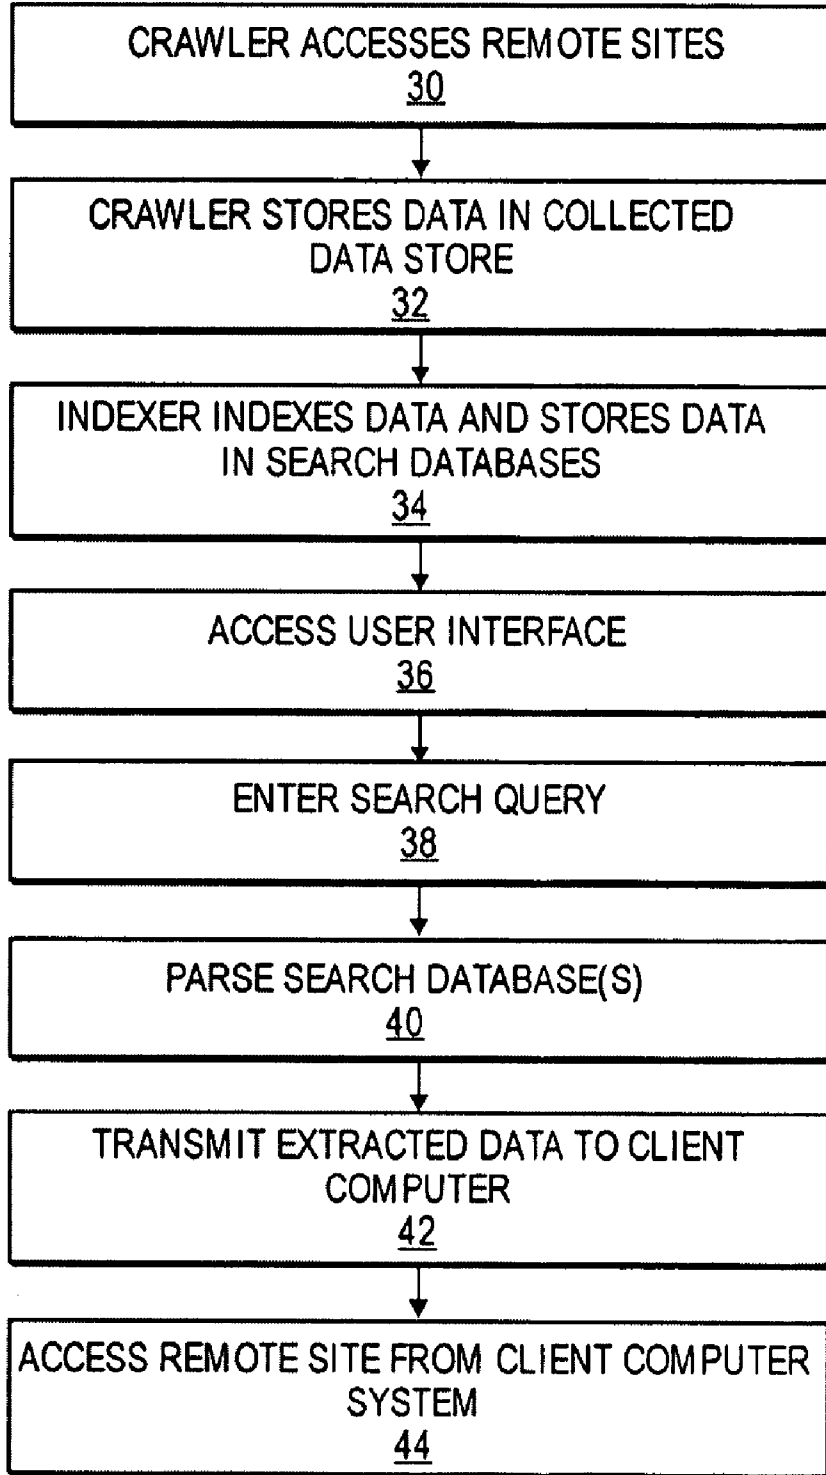 CRAWLER ACCESSES REMOTE SITES
30
CRAWLER STORES DATA IN COLLECTED
DATA STORE
32
INDEXER INDEXES DATA AND STORES DATA
IN SEARCH DATABASES
34
ACCESS USER INTERFACE
36
ENTER SEARCH QUERY
38
PARSE SEARCH DATABASE(S)
40
TRANSMIT EXTRACTED DATA TO CLIENT
COMPUTER
42
ACCESS REMOTE SITE FROM CLIENT COMPUTER
SYSTEM
44